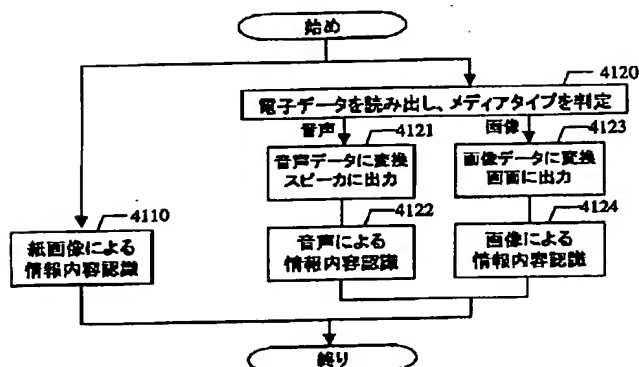 始め
4120
電子データを読み出し、メディアタイプを判定
音声 4121 画像 4123
音声データに変換
スピーカに出力
画像データに変換
画面に出力
4110 4122 4124
紙画像による
情報内容認識
音声による
情報内容認識
画像による
情報内容認識
終り